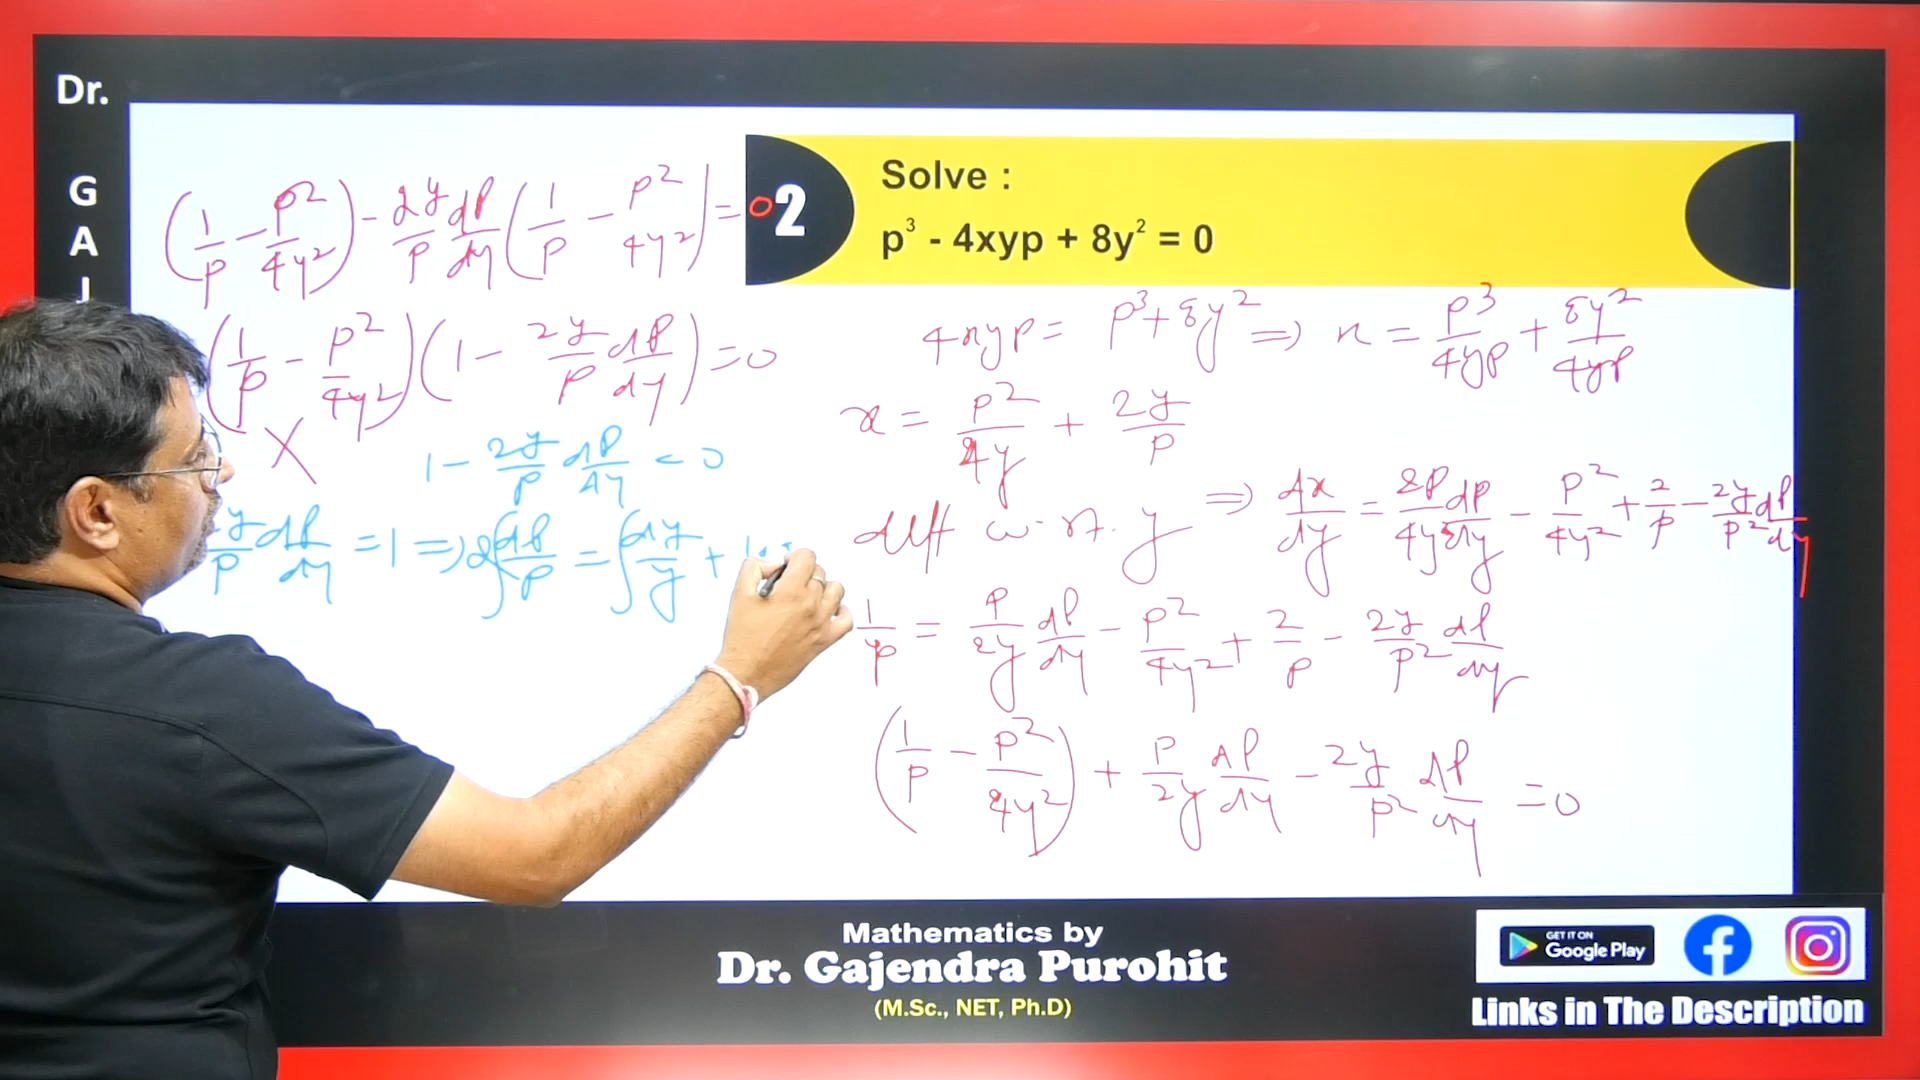 Dr.
G
A
J
2
Solve :
p³ - 4xyp + 8y² = 0
(1/p - p²/4y²) - 2y/p dp/dy (1/p - p²/4y²) = 0
(1/p - p²/4y²)(1 - 2y/p dp/dy) = 0
X
1 - 2y/p dp/dy = 0
y/p dp/dy = 1 ⇒ 2∫dp/p = ∫dy/y +
4xyp = p³ + 8y² ⇒ x = p³/4yp + 8y²/4yp
x = p²/4y + 2y/p
diff w.r.t. y ⇒ dx/dy = 2p/4y dp/dy - p²/4y² + 2/p - 2y/p² dp/dy
1/p = p/2y dp/dy - p²/4y² + 2/p - 2y/p² dp/dy
(1/p - p²/4y²) + p/2y dp/dy - 2y/p² dp/dy = 0
Mathematics by
Dr. Gajendra Purohit
(M.Sc., NET, Ph.D)
GET IT ON
Google Play
Links in The Description